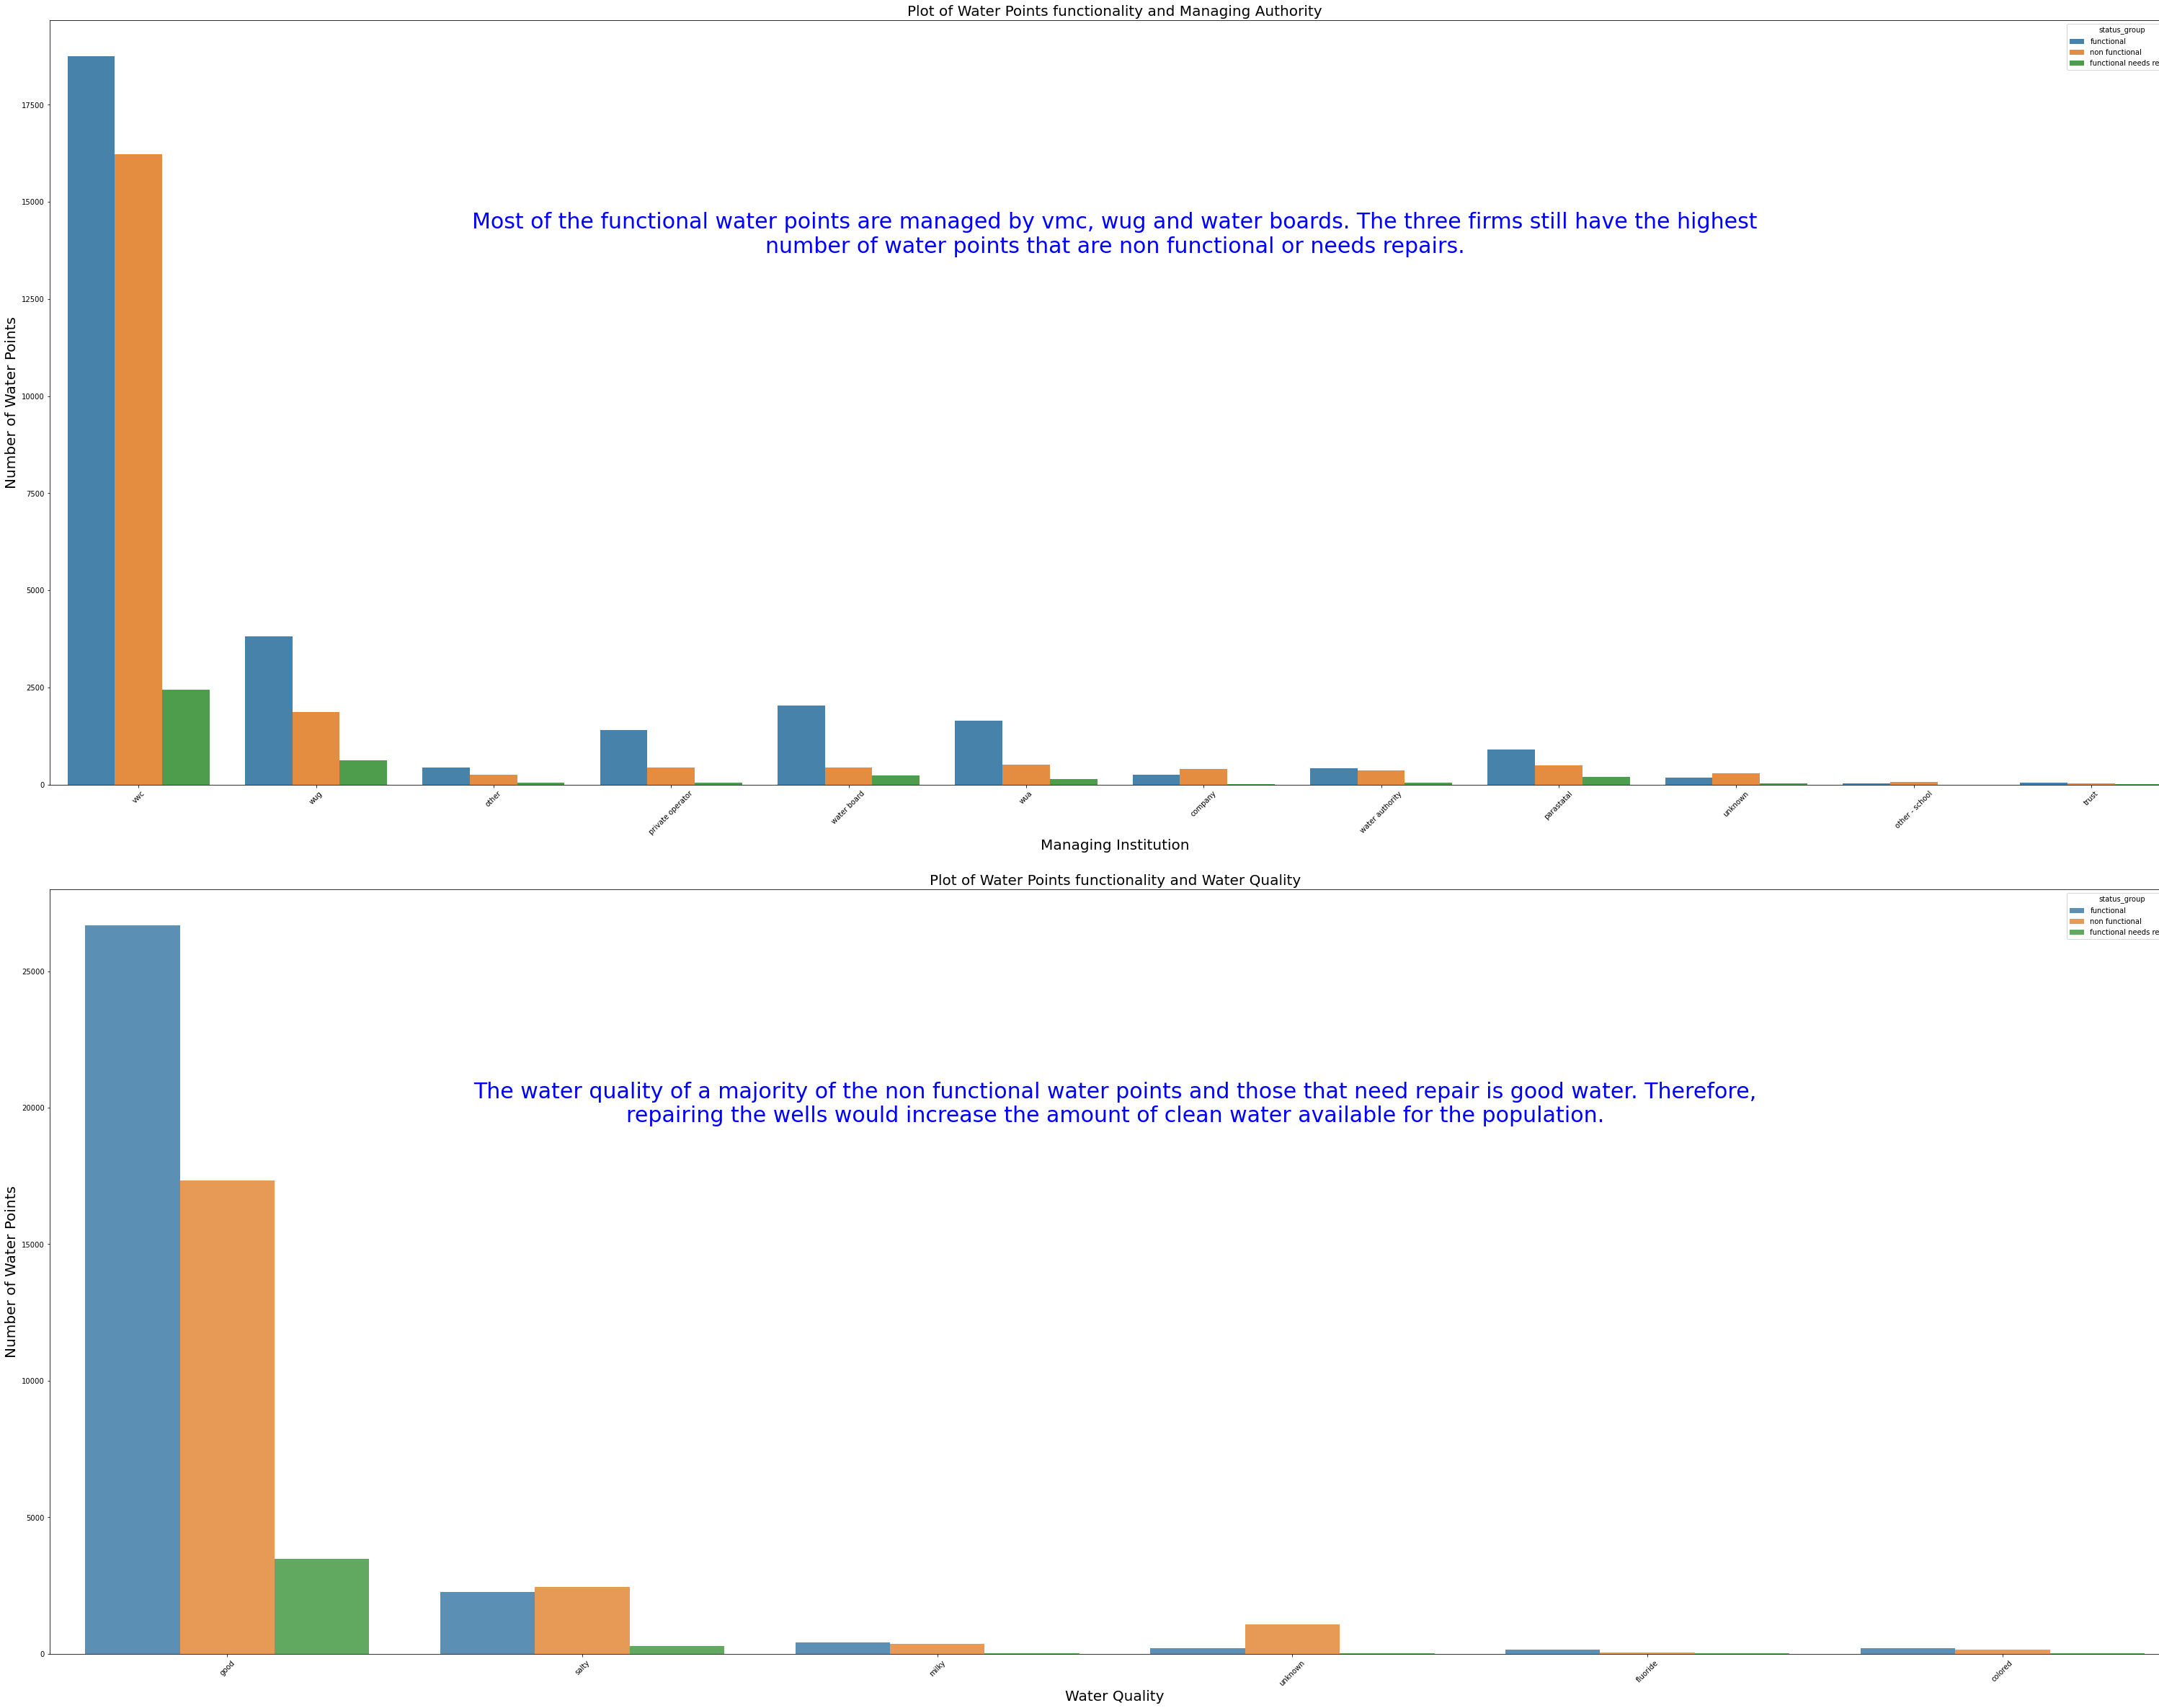 Plot of Water Points functionality and Managing Authority
status_group
functional
non functional
functional needs re
17500
15000
12500
10000
7500
5000
2500
0
Number of Water Points
Most of the functional water points are managed by vmc, wug and water boards. The three firms still have the highest
number of water points that are non functional or needs repairs.
vwc
wug
other
private operator
water board
wua
company
water authority
parastatal
unknown
other - school
trust
Managing Institution
Plot of Water Points functionality and Water Quality
status_group
functional
non functional
functional needs re
25000
20000
15000
10000
5000
0
Number of Water Points
The water quality of a majority of the non functional water points and those that need repair is good water. Therefore,
repairing the wells would increase the amount of clean water available for the population.
good
salty
milky
unknown
fluoride
colored
Water Quality